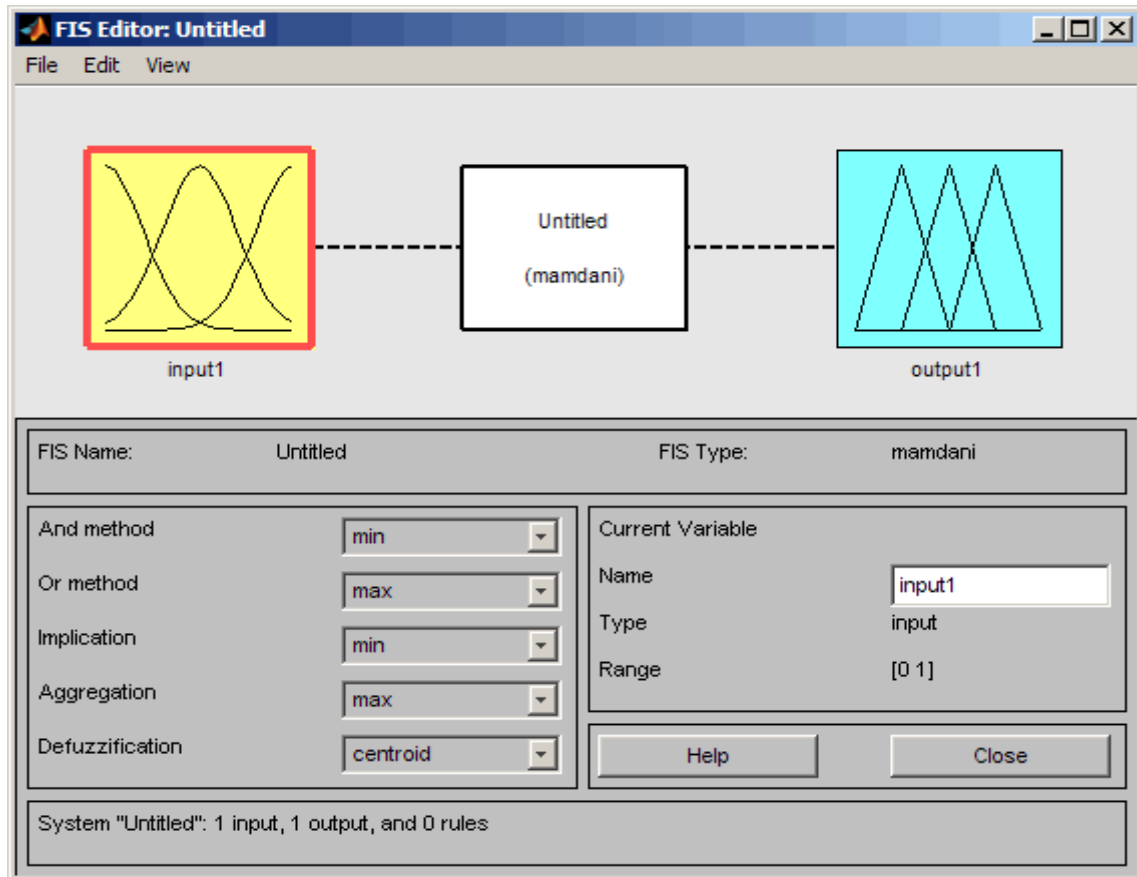 FIS Editor: Untitled
File Edit View
Untitled
(mamdani)
input1
output1
FIS Name: Untitled FIS Type: mamdani
And method min
Or method max
Implication min
Aggregation max
Defuzzification centroid
Current Variable
Name input1
Type input
Range [0 1]
Help Close
System "Untitled": 1 input, 1 output, and 0 rules